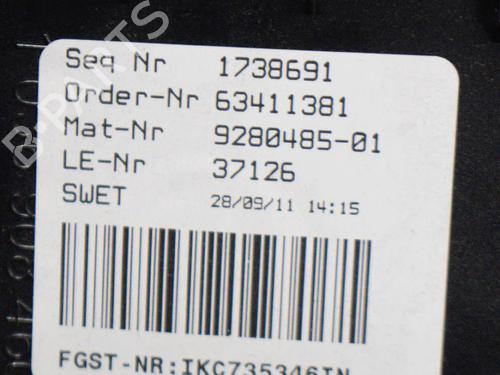 Seq Nr 1738691
Order-Nr 63411381
Mat-Nr 9280485-01
LE-Nr 37126
SWET 28/09/11 14:15
FGST-NR:IKC735346IN
B-PARTS